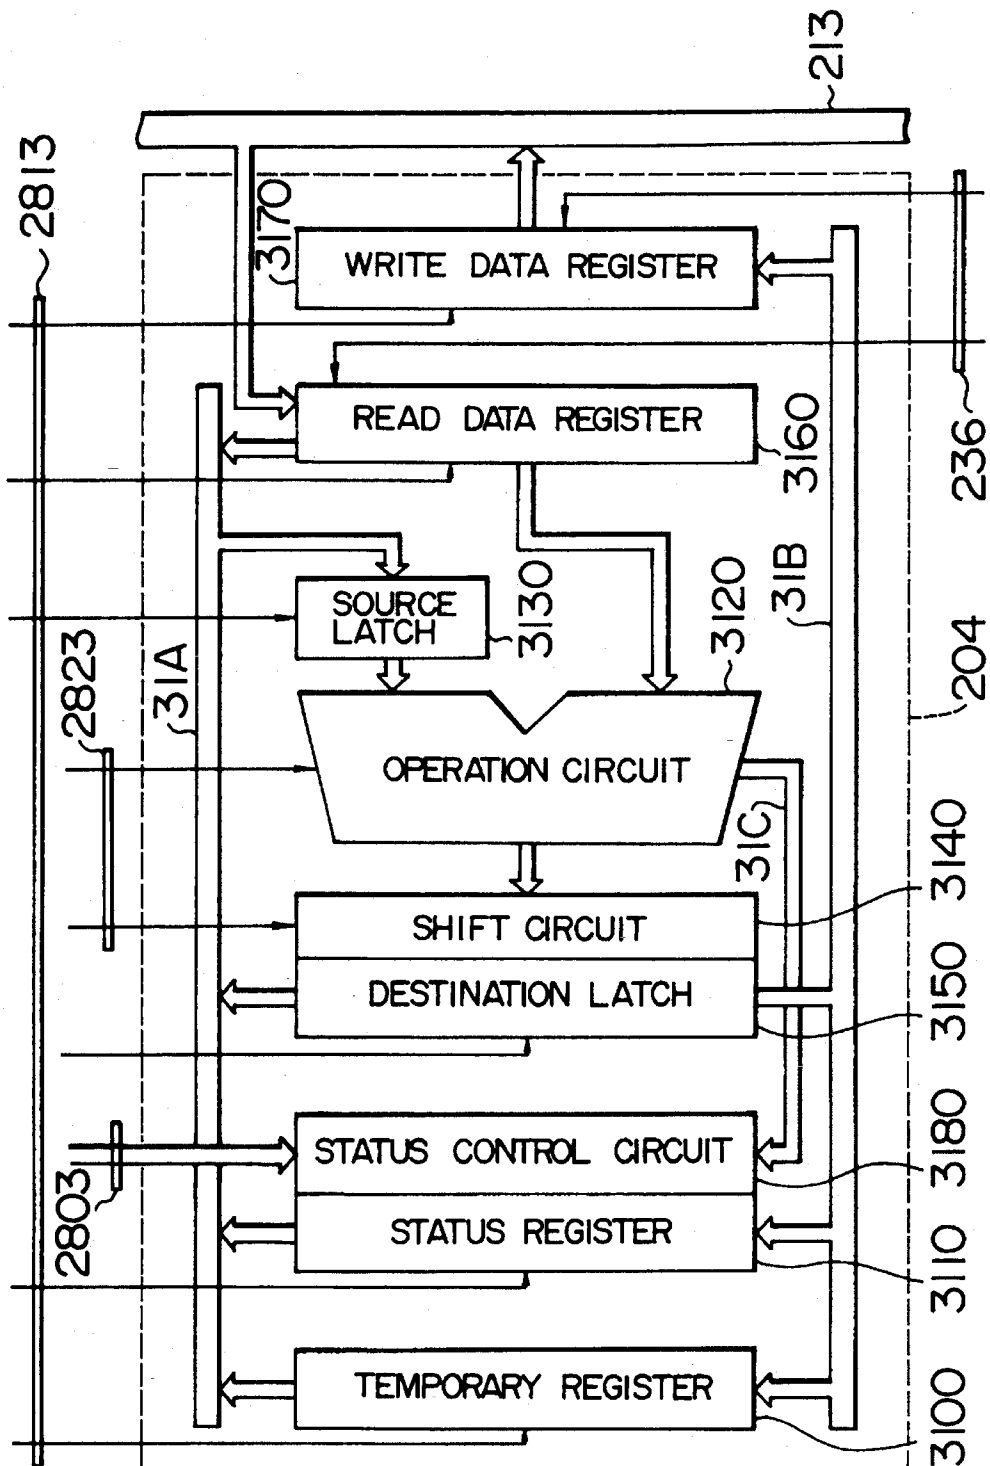 213
2813
3170
WRITE DATA REGISTER
READ DATA REGISTER
3160
236
SOURCE
LATCH
3130
3120
31B
31A
2823
204
OPERATION CIRCUIT
31C
3140
SHIFT CIRCUIT
DESTINATION LATCH
3150
STATUS CONTROL CIRCUIT
3180
2803
STATUS REGISTER
3110
TEMPORARY REGISTER
3100